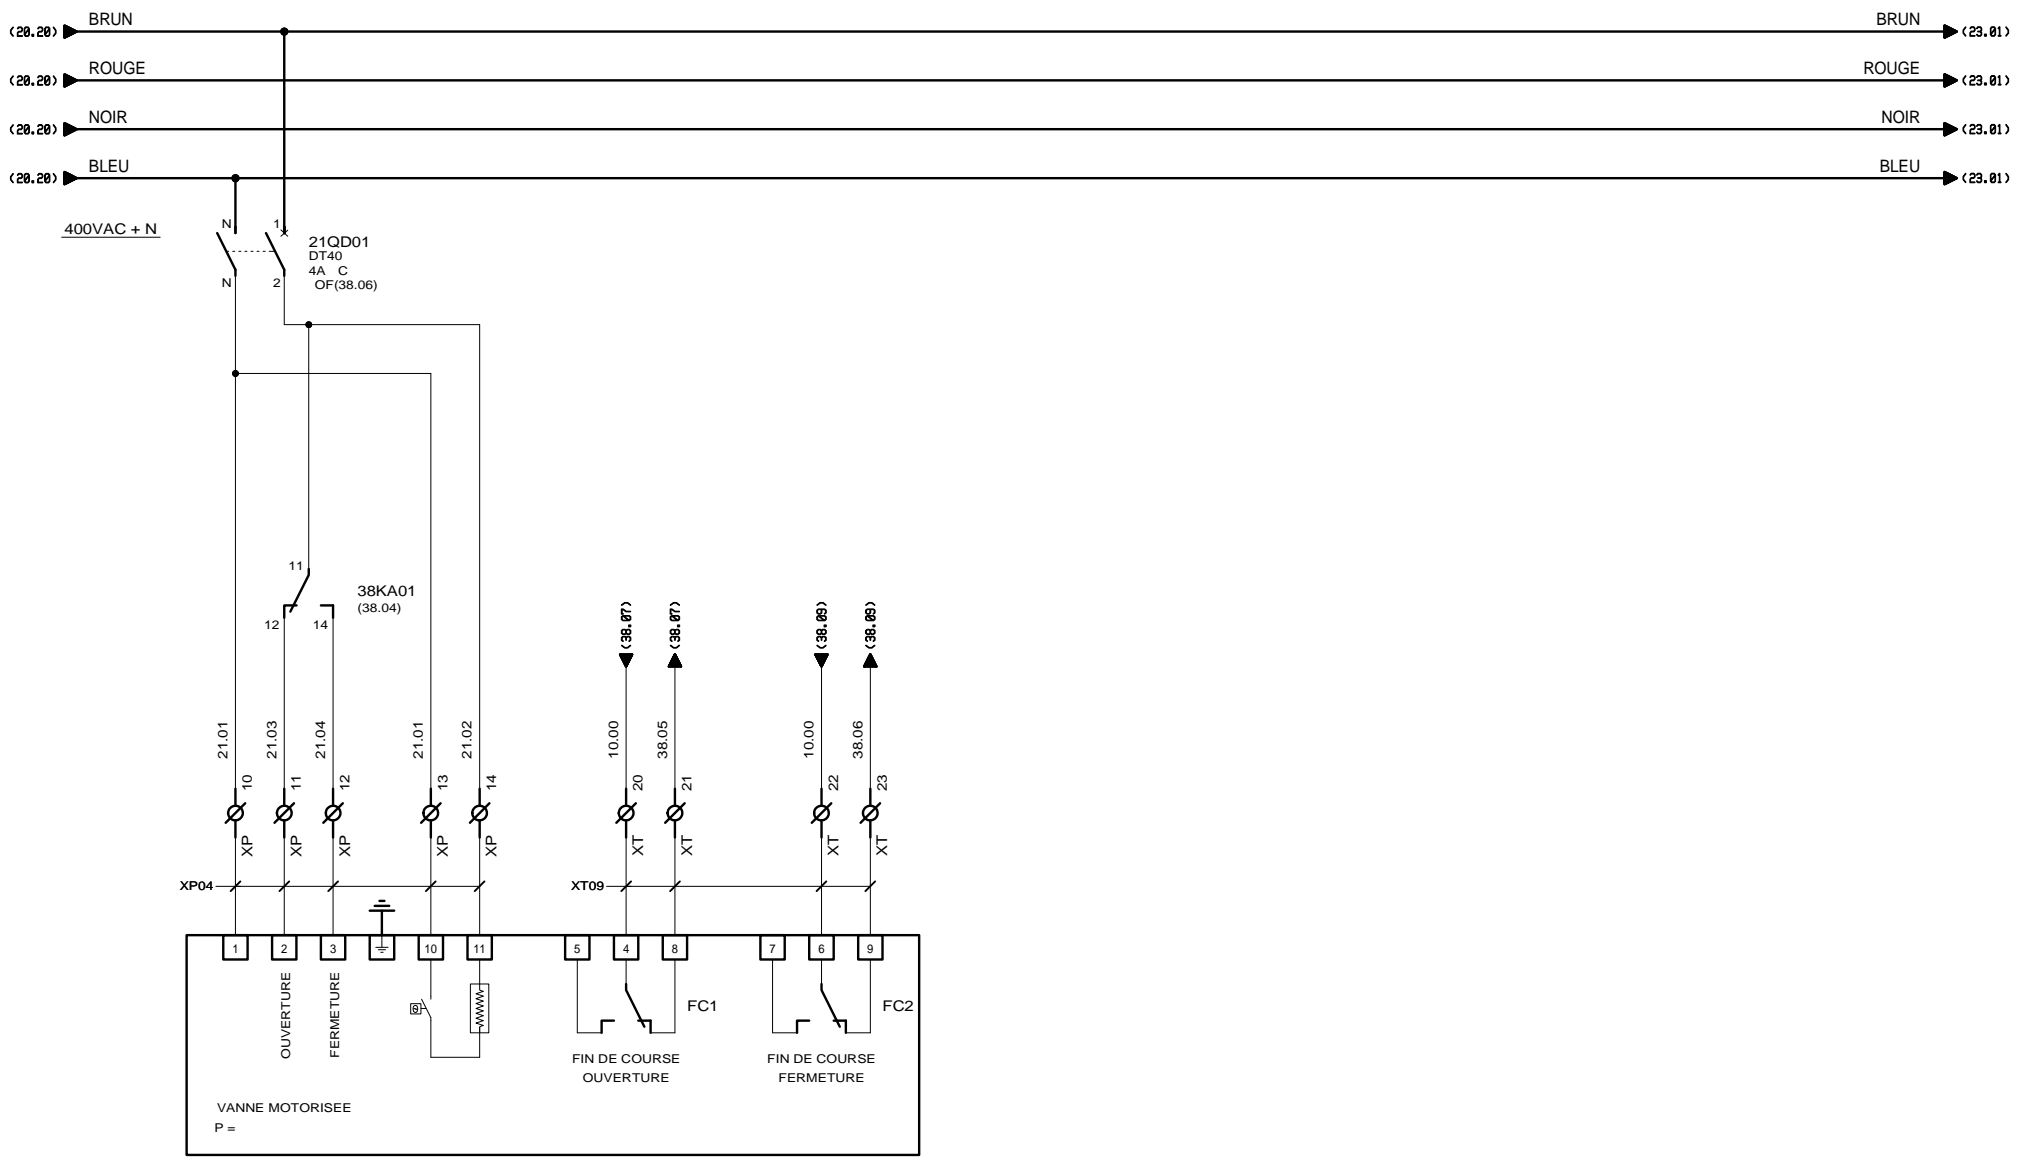 BRUN BRUN
(20.20) (23.01)
ROUGE ROUGE
(20.20) (23.01)
NOIR NOIR
(20.20) (23.01)
BLEU BLEU
(20.20) (23.01)
400VAC + N
N 1
21QD01
DT40
4A C
N 2
OF(38.06)
11
38KA01
(38.04)
12 14
(38.07) (38.07) (38.09) (38.09)
21.01 21.03 21.04 21.01 21.02 10.00 38.05 10.00 38.06
10 11 12 13 14 20 21 22 23
XP XP XP XP XP XT XT XT XT
XP04 XT09
1 2 3 10 11 5 4 8 7 6 9
OUVERTURE FERMETURE
θ
FC1 FC2
FIN DE COURSE FIN DE COURSE
OUVERTURE FERMETURE
VANNE MOTORISEE
P =